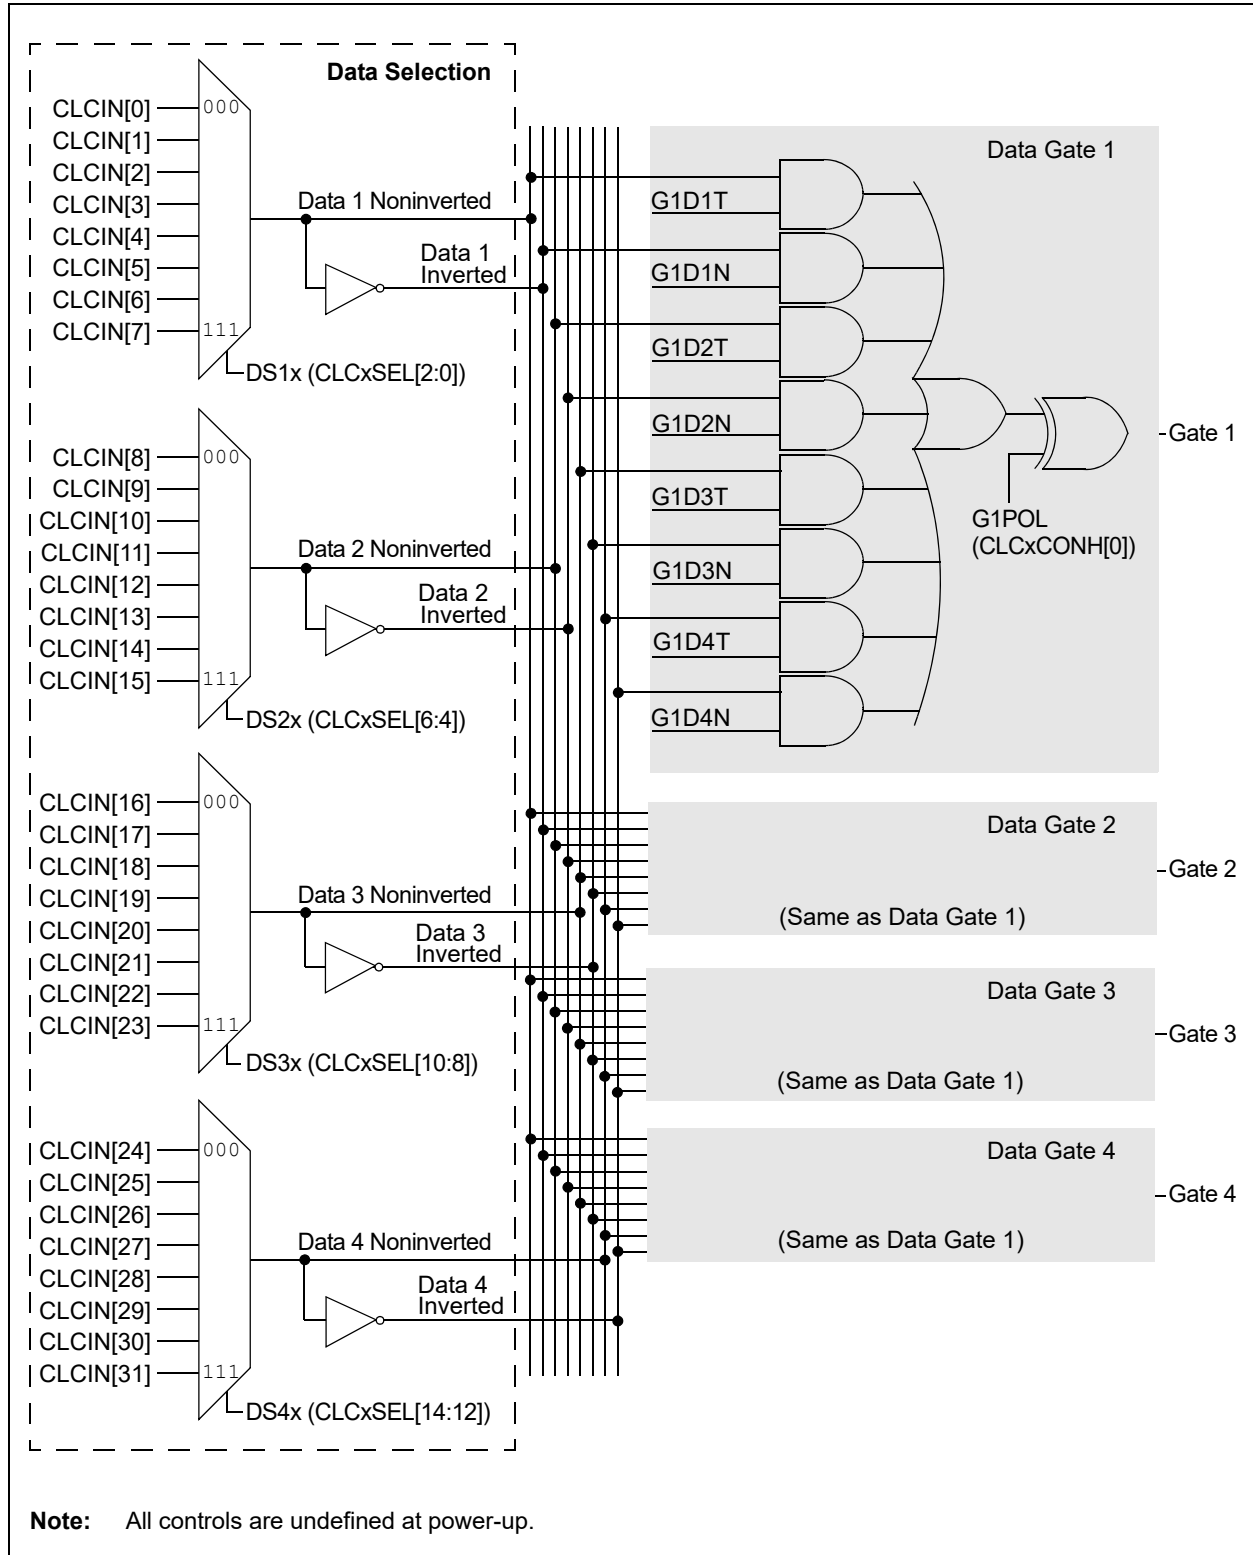 Data Selection
CLCIN[0]
CLCIN[1]
CLCIN[2]
CLCIN[3]
CLCIN[4]
CLCIN[5]
CLCIN[6]
CLCIN[7]
000
111
Data 1 Noninverted
Data 1
Inverted
DS1x (CLCxSEL[2:0])
CLCIN[8]
CLCIN[9]
CLCIN[10]
CLCIN[11]
CLCIN[12]
CLCIN[13]
CLCIN[14]
CLCIN[15]
000
111
Data 2 Noninverted
Data 2
Inverted
DS2x (CLCxSEL[6:4])
CLCIN[16]
CLCIN[17]
CLCIN[18]
CLCIN[19]
CLCIN[20]
CLCIN[21]
CLCIN[22]
CLCIN[23]
000
111
Data 3 Noninverted
Data 3
Inverted
DS3x (CLCxSEL[10:8])
CLCIN[24]
CLCIN[25]
CLCIN[26]
CLCIN[27]
CLCIN[28]
CLCIN[29]
CLCIN[30]
CLCIN[31]
000
111
Data 4 Noninverted
Data 4
Inverted
DS4x (CLCxSEL[14:12])
Data Gate 1
G1D1T
G1D1N
G1D2T
G1D2N
G1D3T
G1D3N
G1D4T
G1D4N
G1POL
(CLCxCONH[0])
Gate 1
Data Gate 2
(Same as Data Gate 1)
Gate 2
Data Gate 3
(Same as Data Gate 1)
Gate 3
Data Gate 4
(Same as Data Gate 1)
Gate 4
Note: All controls are undefined at power-up.